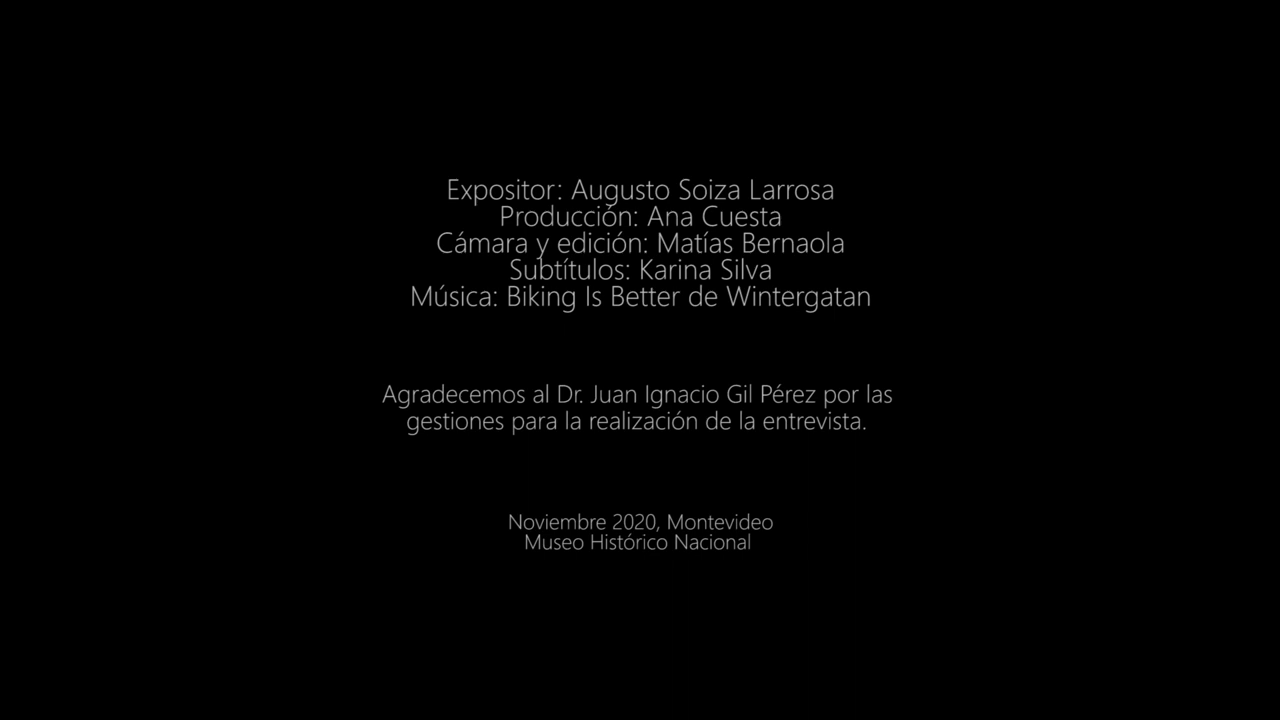 Expositor: Augusto Soiza Larrosa
Producción: Ana Cuesta
Cámara y edición: Matías Bernaola
Subtítulos: Karina Silva
Música: Biking Is Better de Wintergatan
Agradecemos al Dr. Juan Ignacio Gil Pérez por las
gestiones para la realización de la entrevista.
Noviembre 2020, Montevideo
Museo Histórico Nacional